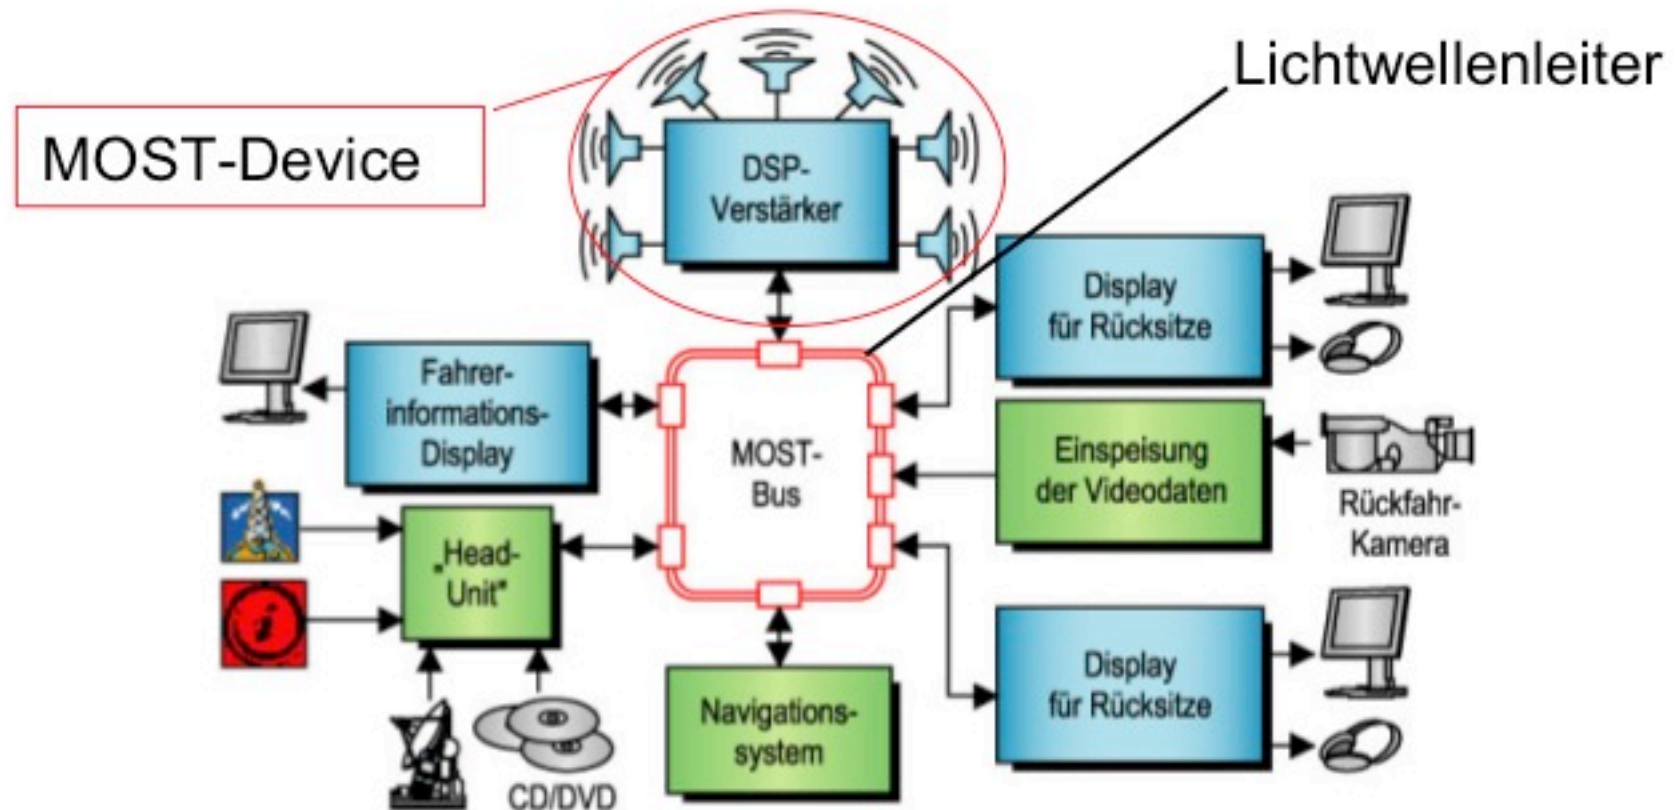 Lichtwellenleiter
MOST-Device
DSP-
Verstärker
Display
für Rücksitze
Fahrer-
informations-
Display
MOST-
Bus
Einspeisung
der Videodaten
Rückfahr-
Kamera
"Head-
Unit"
i
Navigations-
system
Display
für Rücksitze
CD/DVD